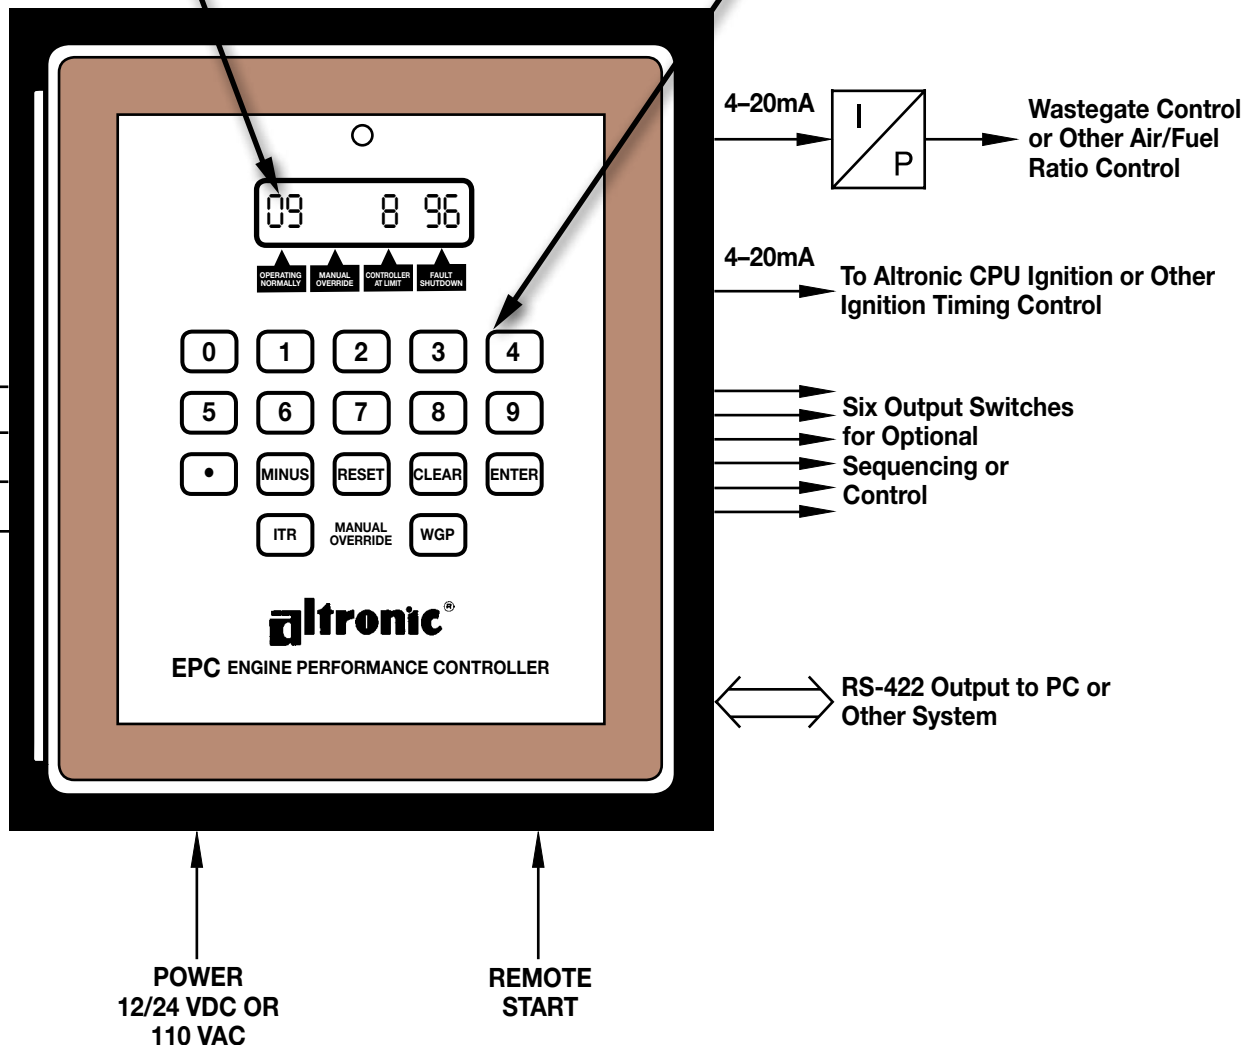 4–20mA
I
P
Wastegate Control
or Other Air/Fuel
Ratio Control
09 8 96
OPERATING
NORMALLY
MANUAL
OVERRIDE
CONTROLLER
AT LIMIT
FAULT
SHUTDOWN
4–20mA
To Altronic CPU Ignition or Other
Ignition Timing Control
0 1 2 3 4
5 6 7 8 9
• MINUS RESET CLEAR ENTER
ITR
MANUAL
OVERRIDE
WGP
Six Output Switches
for Optional
Sequencing or
Control
altronic®
EPC ENGINE PERFORMANCE CONTROLLER
RS-422 Output to PC or
Other System
POWER
12/24 VDC OR
110 VAC
REMOTE
START